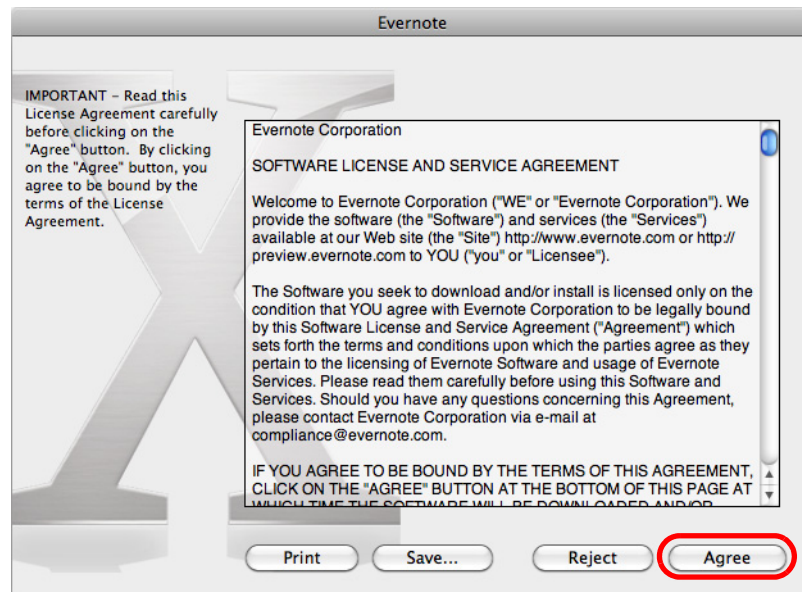 Evernote
IMPORTANT – Read this
License Agreement carefully
before clicking on the
"Agree" button. By clicking
on the "Agree" button, you
agree to be bound by the
terms of the License
Agreement.
Evernote Corporation
SOFTWARE LICENSE AND SERVICE AGREEMENT
Welcome to Evernote Corporation ("WE" or "Evernote Corporation"). We
provide the software (the "Software") and services (the "Services")
available at our Web site (the "Site") http://www.evernote.com or http://
preview.evernote.com to YOU ("you" or "Licensee").
The Software you seek to download and/or install is licensed only on the
condition that YOU agree with Evernote Corporation to be legally bound
by this Software License and Service Agreement ("Agreement") which
sets forth the terms and conditions upon which the parties agree as they
pertain to the licensing of Evernote Software and usage of Evernote
Services. Please read them carefully before using this Software and
Services. Should you have any questions concerning this Agreement,
please contact Evernote Corporation via e-mail at
compliance@evernote.com.
IF YOU AGREE TO BE BOUND BY THE TERMS OF THIS AGREEMENT,
CLICK ON THE "AGREE" BUTTON AT THE BOTTOM OF THIS PAGE AT
WHICH TIME THE SOFTWARE WILL BE DOWNLOADED AND/OR
Print Save... Reject Agree